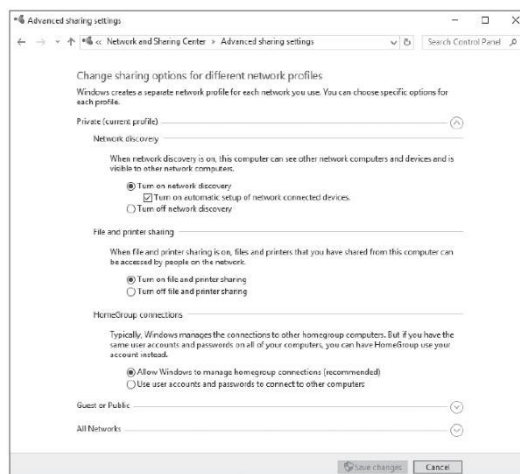 Advanced sharing settings
« Network and Sharing Center > Advanced sharing settings
Search Control Panel
Change sharing options for different network profiles
Windows creates a separate network profile for each network you use. You can choose specific options for
each profile.
Private (current profile)
Network discovery
When network discovery is on, this computer can see other network computers and devices and is
visible to other network computers.
Turn on network discovery
Turn on automatic setup of network connected devices.
Turn off network discovery
File and printer sharing
When file and printer sharing is on, files and printers that you have shared from this computer can
be accessed by people on the network.
Turn on file and printer sharing
Turn off file and printer sharing
HomeGroup connections
Typically, Windows manages the connections to other homegroup computers. But if you have the
same user accounts and passwords on all of your computers, you can have HomeGroup use your
account instead.
Allow Windows to manage homegroup connections (recommended)
Use user accounts and passwords to connect to other computers
Guest or Public
All Networks
Save changes
Cancel